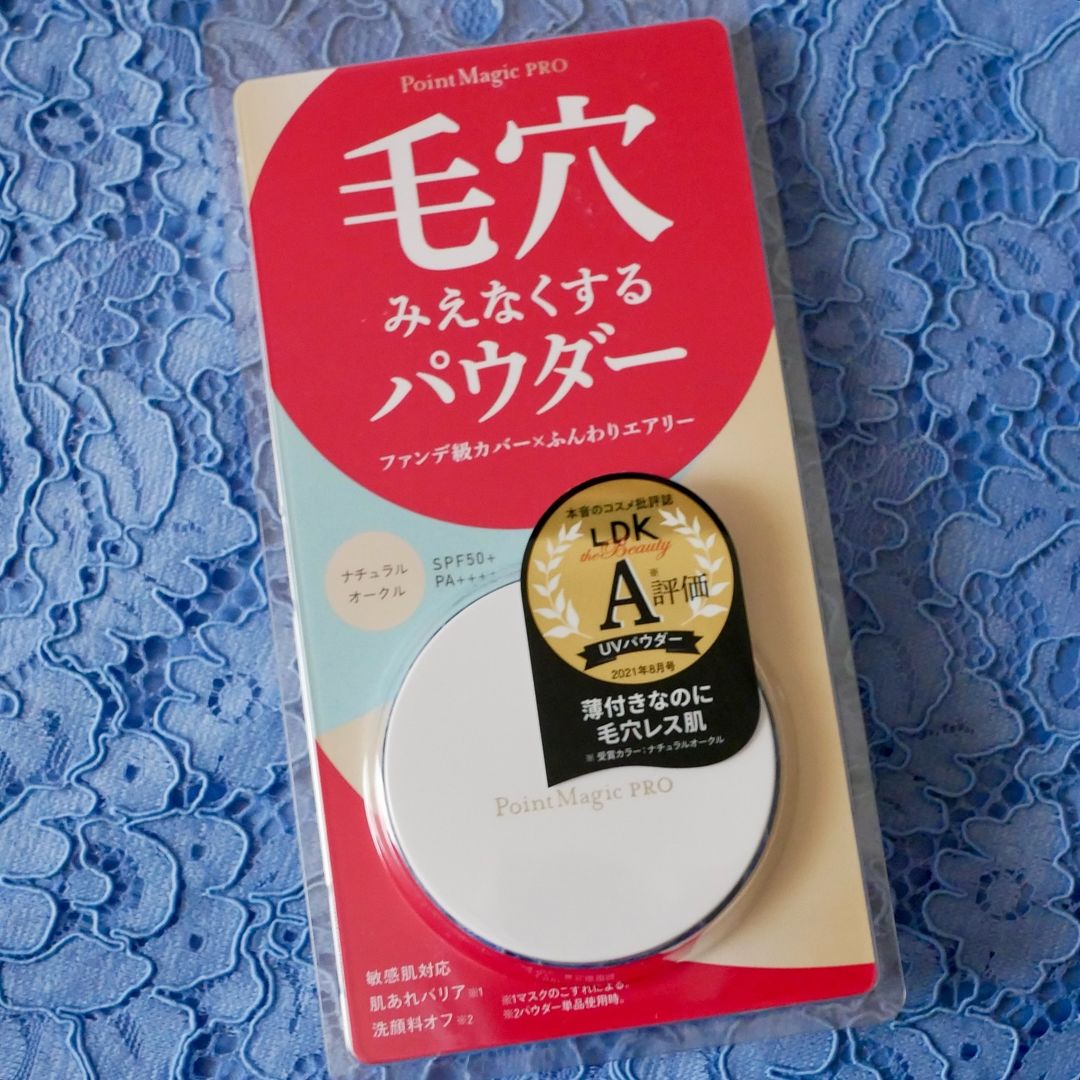 PointMagic PRO
毛穴
みえなくする
パウダー
ファンデ級カバー×ふんわりエアリー
ナチュラル
オークル
SPF50+
PA++++
本音のコスメ批評誌
LDK
the Beauty
A※評価
UVパウダー
2021年8月号
薄付きなのに
毛穴レス肌
※受賞カラー:ナチュラルオークル
PointMagic PRO
敏感肌対応
肌あれバリア※1
洗顔料オフ※2
※1マスクのこすれによる。
※2パウダー単品使用時。